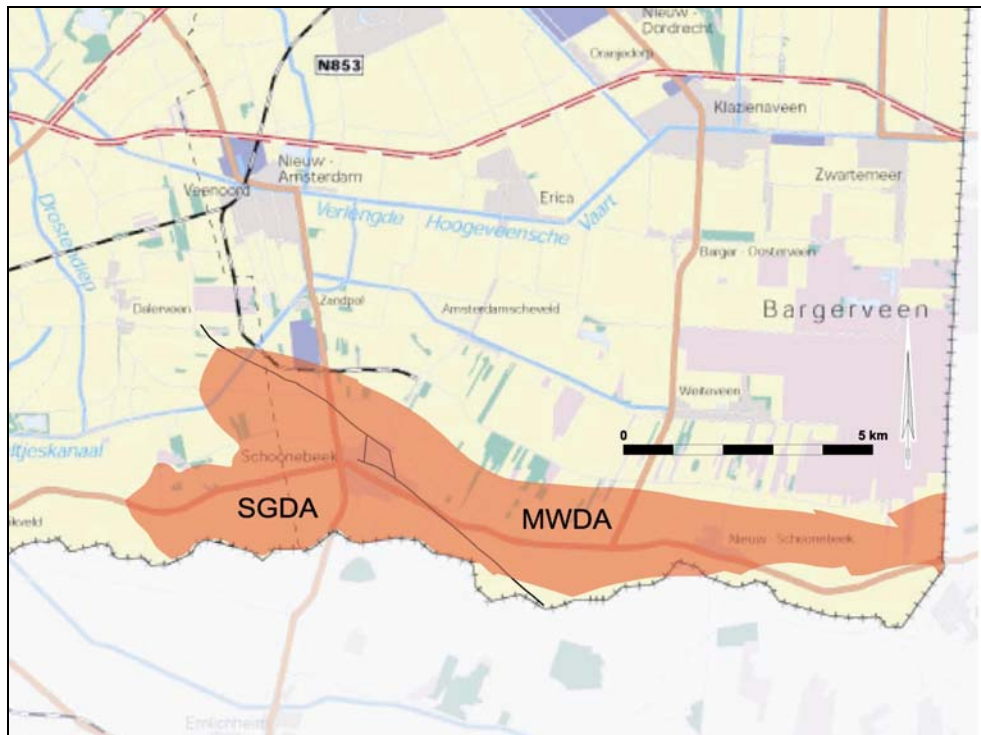 Nieuw -
Dordrecht
Oranjedorp
N853
Klazienaveen
Nieuw -
Amsterdam
Veenoord
Erica
Zwartemeer
Drostendiep
Verlengde Hoogeveensche Vaart
Barger - Oosterveen
Dalerveen
Zandpol
Amsterdamscheveld
Bargerveen
Weiteveen
0 5 km
Schoonebeek
SGDA
MWDA
Nieuw - Schoonebeek
Emlichheim